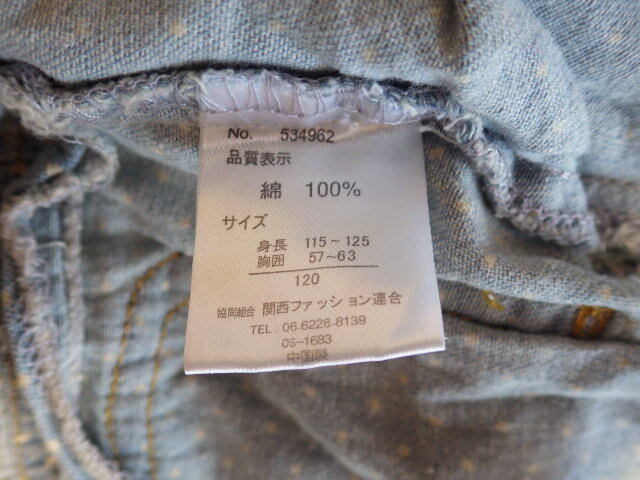 No. 534962
品質表示
綿 100%
サイズ
身長 115~125
胸囲 57~63
120
協同組合 関西ファッション連合
TEL. 06-6228-8139
OS-1683
中国製